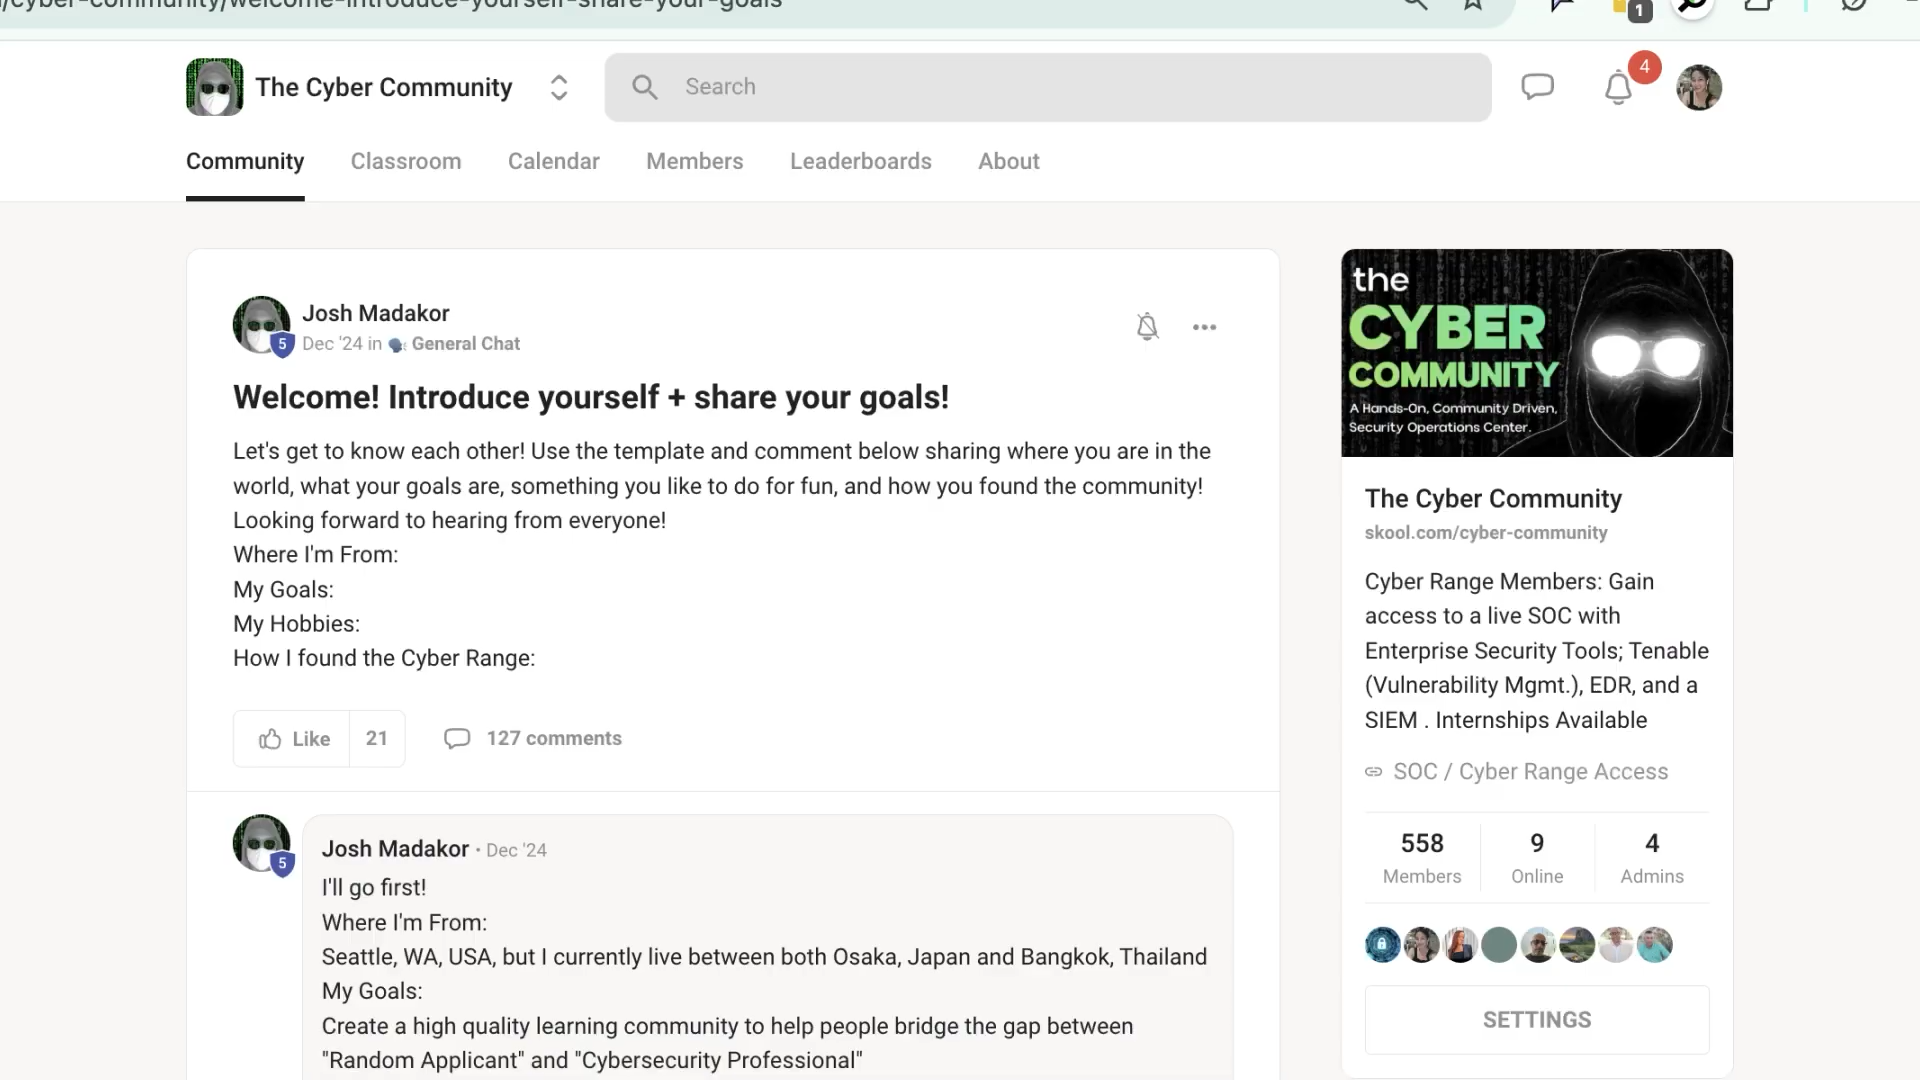 /cyber-community/welcome-introduce-yourself-share-your-goals
1
The Cyber Community
Search
4
Community
Classroom
Calendar
Members
Leaderboards
About
Josh Madakor
5
Dec '24 in General Chat
Welcome! Introduce yourself + share your goals!
Let's get to know each other! Use the template and comment below sharing where you are in the
world, what your goals are, something you like to do for fun, and how you found the community!
Looking forward to hearing from everyone!
Where I'm From:
My Goals:
My Hobbies:
How I found the Cyber Range:
Like
21
127 comments
5
Josh Madakor • Dec '24
I'll go first!
Where I'm From:
Seattle, WA, USA, but I currently live between both Osaka, Japan and Bangkok, Thailand
My Goals:
Create a high quality learning community to help people bridge the gap between
"Random Applicant" and "Cybersecurity Professional"
the
CYBER
COMMUNITY
A Hands-On, Community Driven,
Security Operations Center.
The Cyber Community
skool.com/cyber-community
Cyber Range Members: Gain
access to a live SOC with
Enterprise Security Tools; Tenable
(Vulnerability Mgmt.), EDR, and a
SIEM . Internships Available
SOC / Cyber Range Access
558
Members
9
Online
4
Admins
SETTINGS